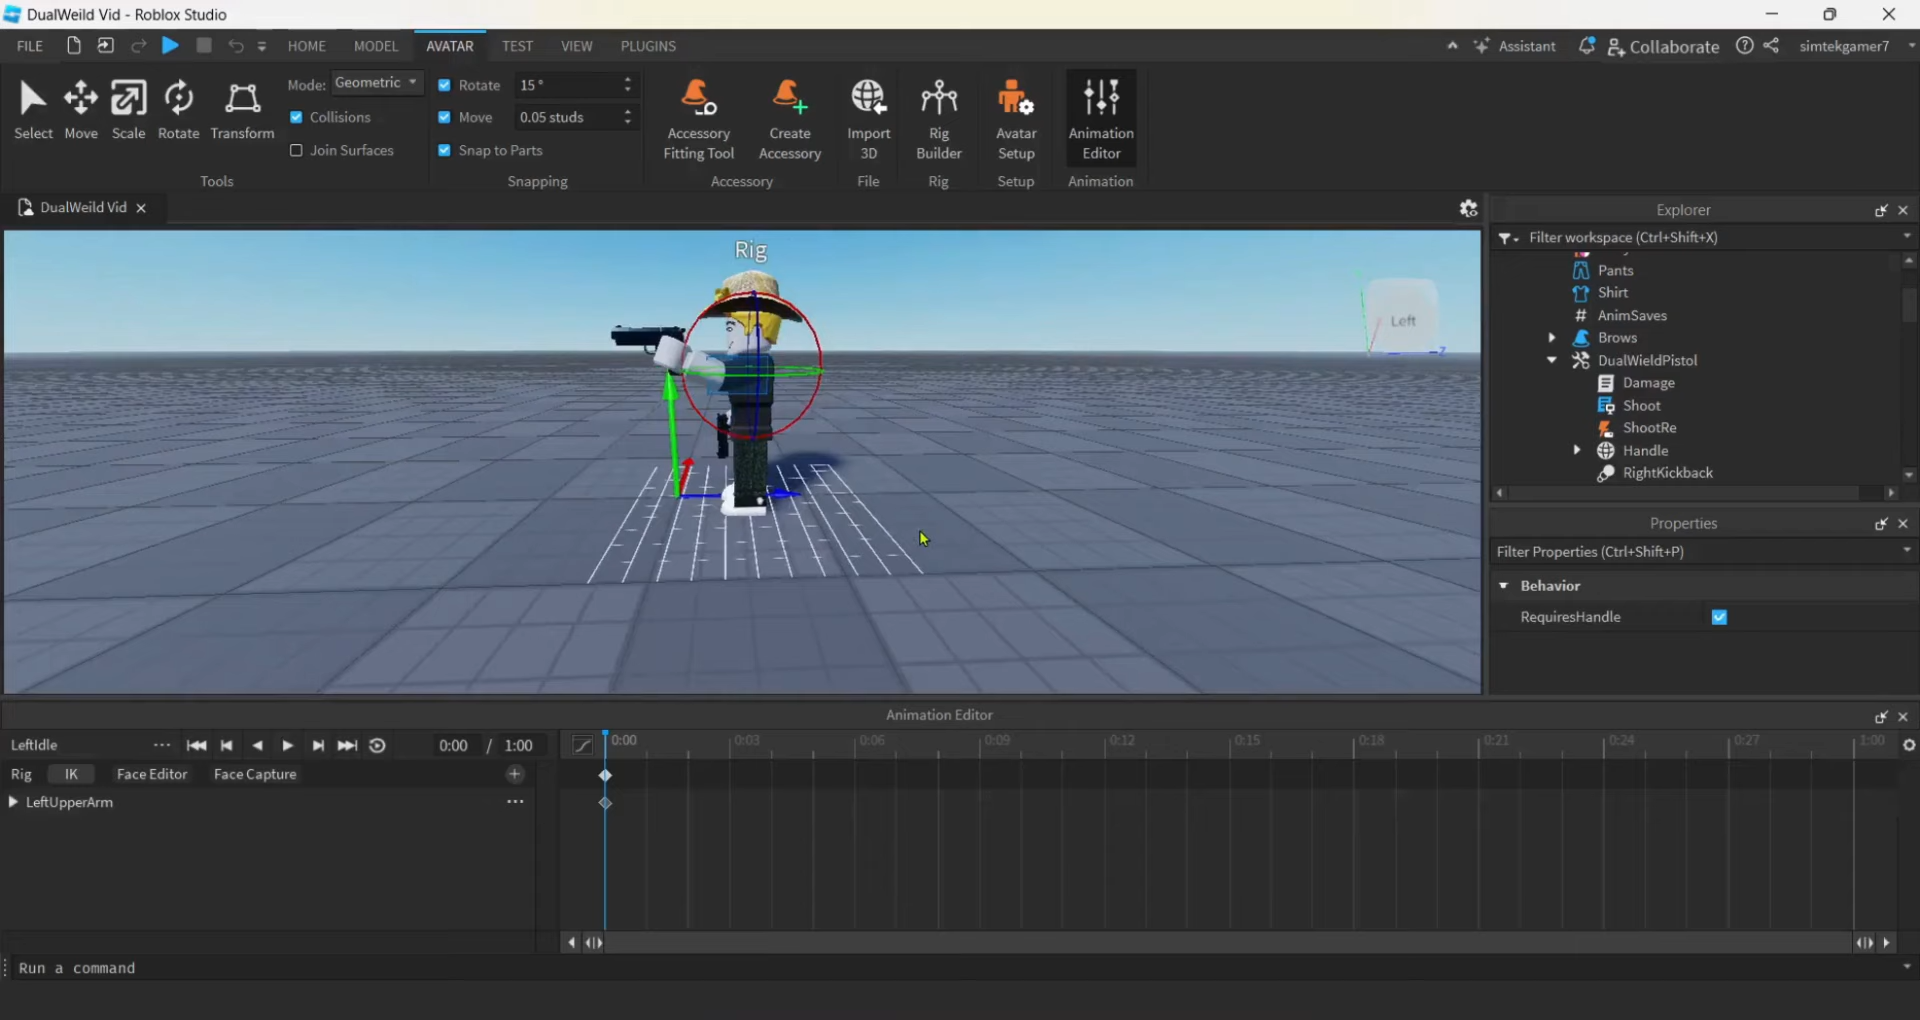 DualWeild Vid - Roblox Studio
FILE HOME MODEL AVATAR TEST VIEW PLUGINS Assistant Collaborate simtekgamer7
Select Move Scale Rotate Transform
Mode: Geometric
Collisions
Join Surfaces
Tools
Rotate 15 °
Move 0.05 studs
Snap to Parts
Snapping
Accessory
Fitting Tool
Create
Accessory
Accessory
Import
3D
File
Rig
Builder
Rig
Avatar
Setup
Setup
Animation
Editor
Animation
DualWeild Vid
Rig
Left
Z
Explorer
Filter workspace (Ctrl+Shift+X)
Pants
Shirt
# AnimSaves
Brows
DualWieldPistol
Damage
Shoot
ShootRe
Handle
RightKickback
Properties
Filter Properties (Ctrl+Shift+P)
Behavior
RequiresHandle
Animation Editor
LeftIdle ··· 0:00 / 1:00
0:00 0:03 0:06 0:09 0:12 0:15 0:18 0:21 0:24 0:27 1:00
Rig IK Face Editor Face Capture
LeftUpperArm ···
Run a command